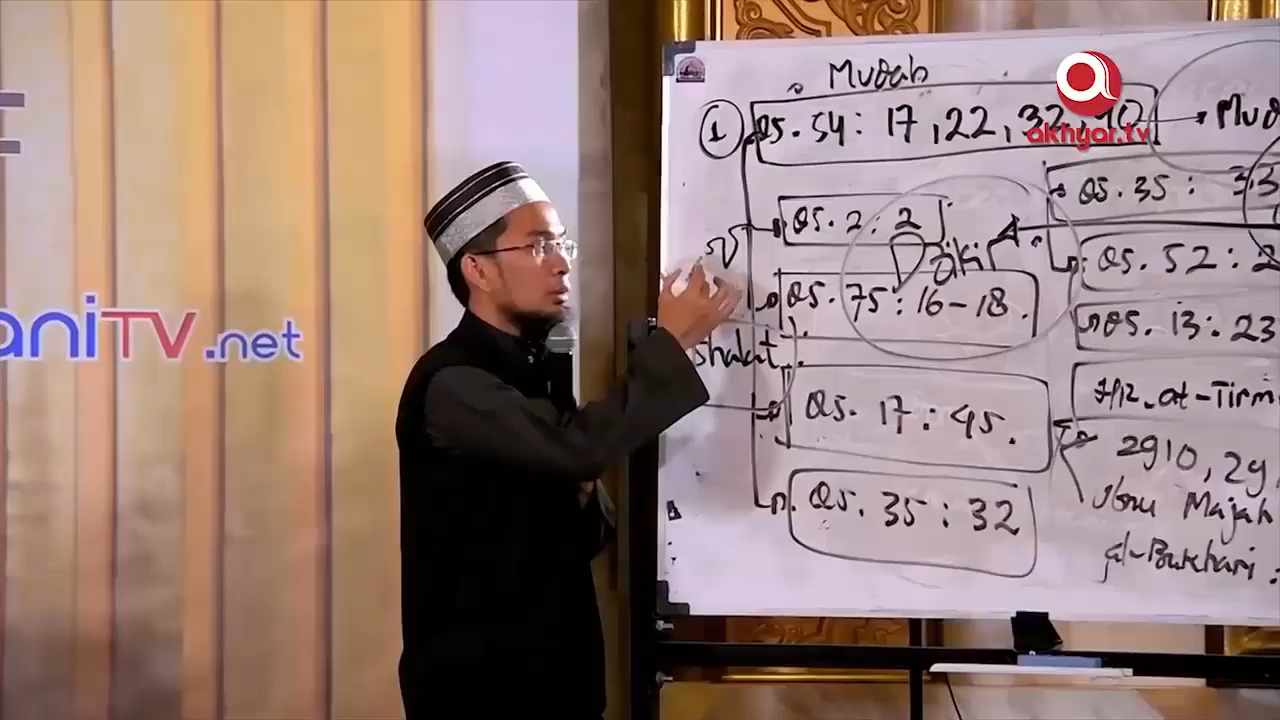 Mudah
akhyar.tv
1 QS. 54 : 17, 22, 32, 40 → Mud
QS. 2 : 2
Dzikir
QS. 75 : 16-18.
shalat
QS. 17 : 45.
QS. 35 : 32
QS. 35 : 33
QS. 52 : 2
QS. 13 : 23
HR. at-Tirm
2910, 29
Ibnu Majah
al-Bukhari
aniTV.net